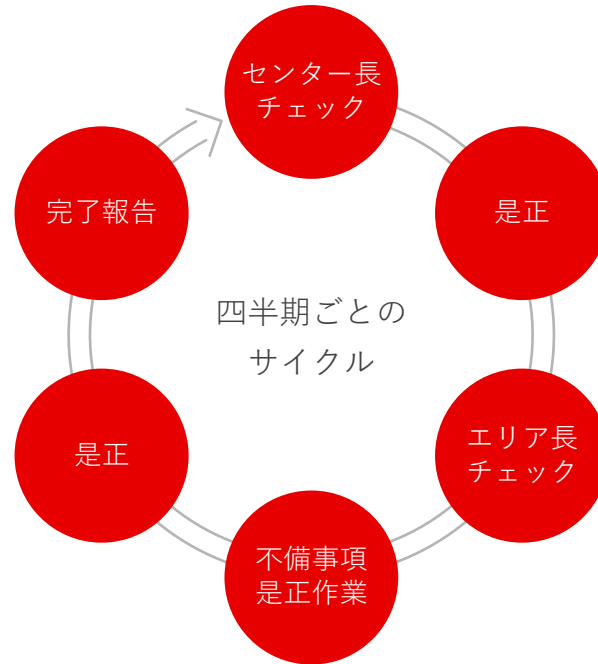 センター長
チェック
是正
エリア長
チェック
不備事項
是正作業
是正
完了報告
四半期ごとの
サイクル